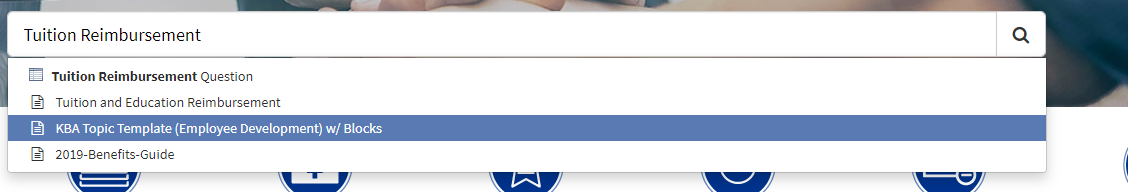 Tuition Reimbursement
Tuition Reimbursement Question
Tuition and Education Reimbursement
KBA Topic Template (Employee Development) w/ Blocks
2019-Benefits-Guide